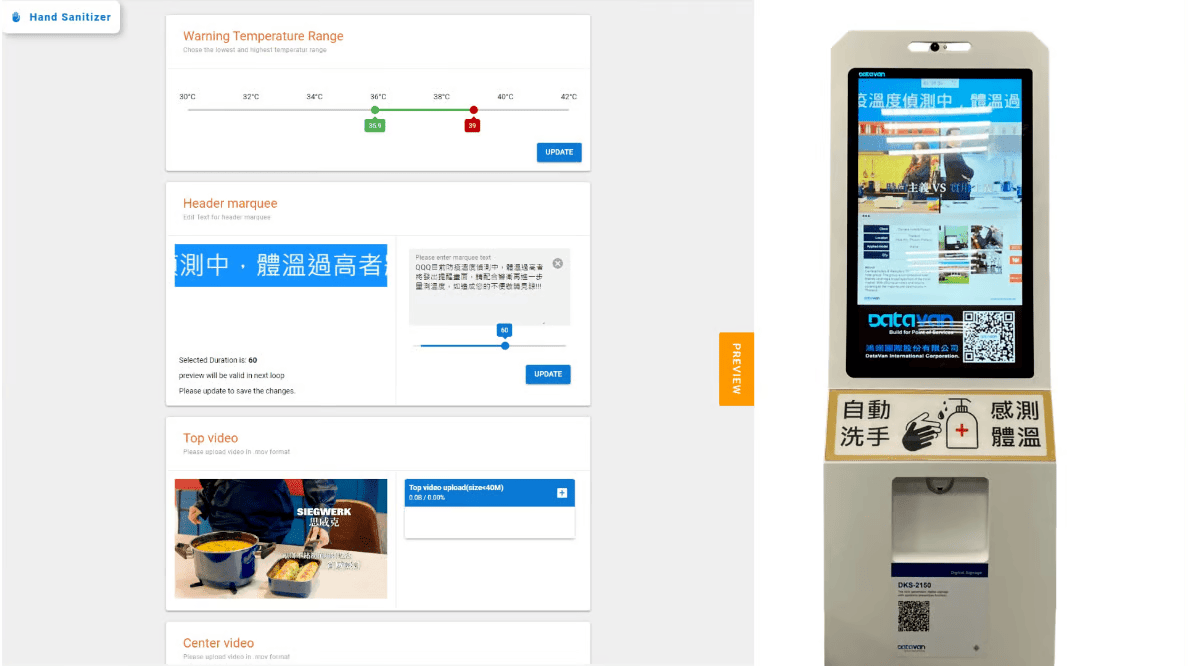 Hand Sanitizer
Warning Temperature Range
Chose the lowest and highest temperatur range
30°C 32°C 34°C 36°C 38°C 40°C 42°C
35.9 39
UPDATE
Header marquee
Edit Text for header marquee
測中，體溫過高者
Please enter marquee text
QQQ目前防疫溫度偵測中，體溫過高者
將發出提醒畫面，請配合櫃檯再進一步
量測溫度，如造成您的不便敬請見諒!!!
60
Selected Duration is: 60
preview will be valid in next loop
Please update to save the changes.
UPDATE
Top video
Please upload video in .mov format
SIEGWERK
思威克
Top video upload(size<40M)
0.0B / 0.00%
Center video
Please upload video in .mov format
PREVIEW
DATAVAN
疫溫度偵測中，體溫過
主義 VS
DATAVAN
Build for Point of Services
鴻翊國際股份有限公司
DataVan International Corporation.
自動
洗手
感測
體溫
Digital Signage
DKS-2150
DATAVAN